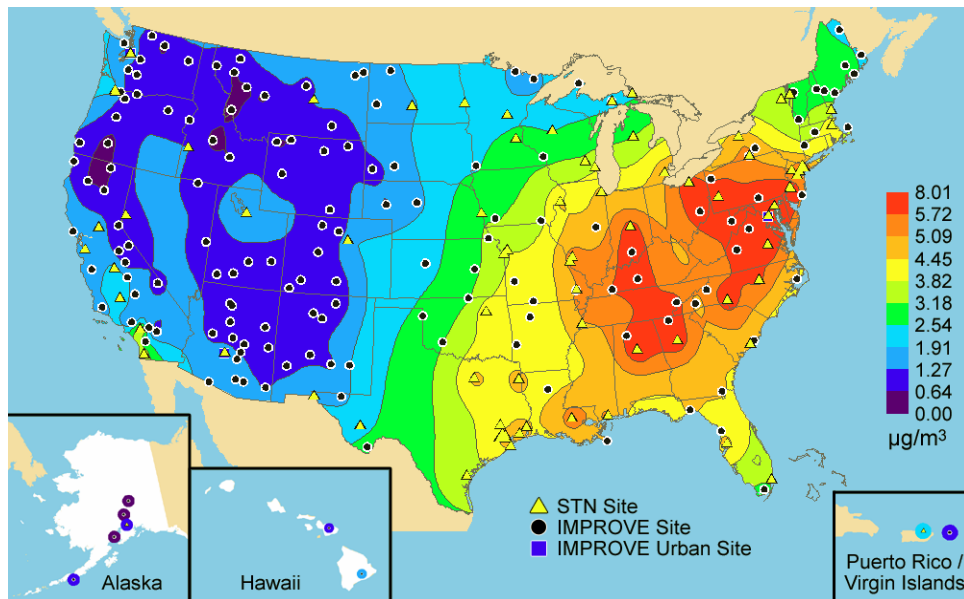 8.01
5.72
5.09
4.45
3.82
3.18
2.54
1.91
1.27
0.64
0.00
µg/m³
STN Site
IMPROVE Site
IMPROVE Urban Site
Alaska
Hawaii
Puerto Rico /
Virgin Islands